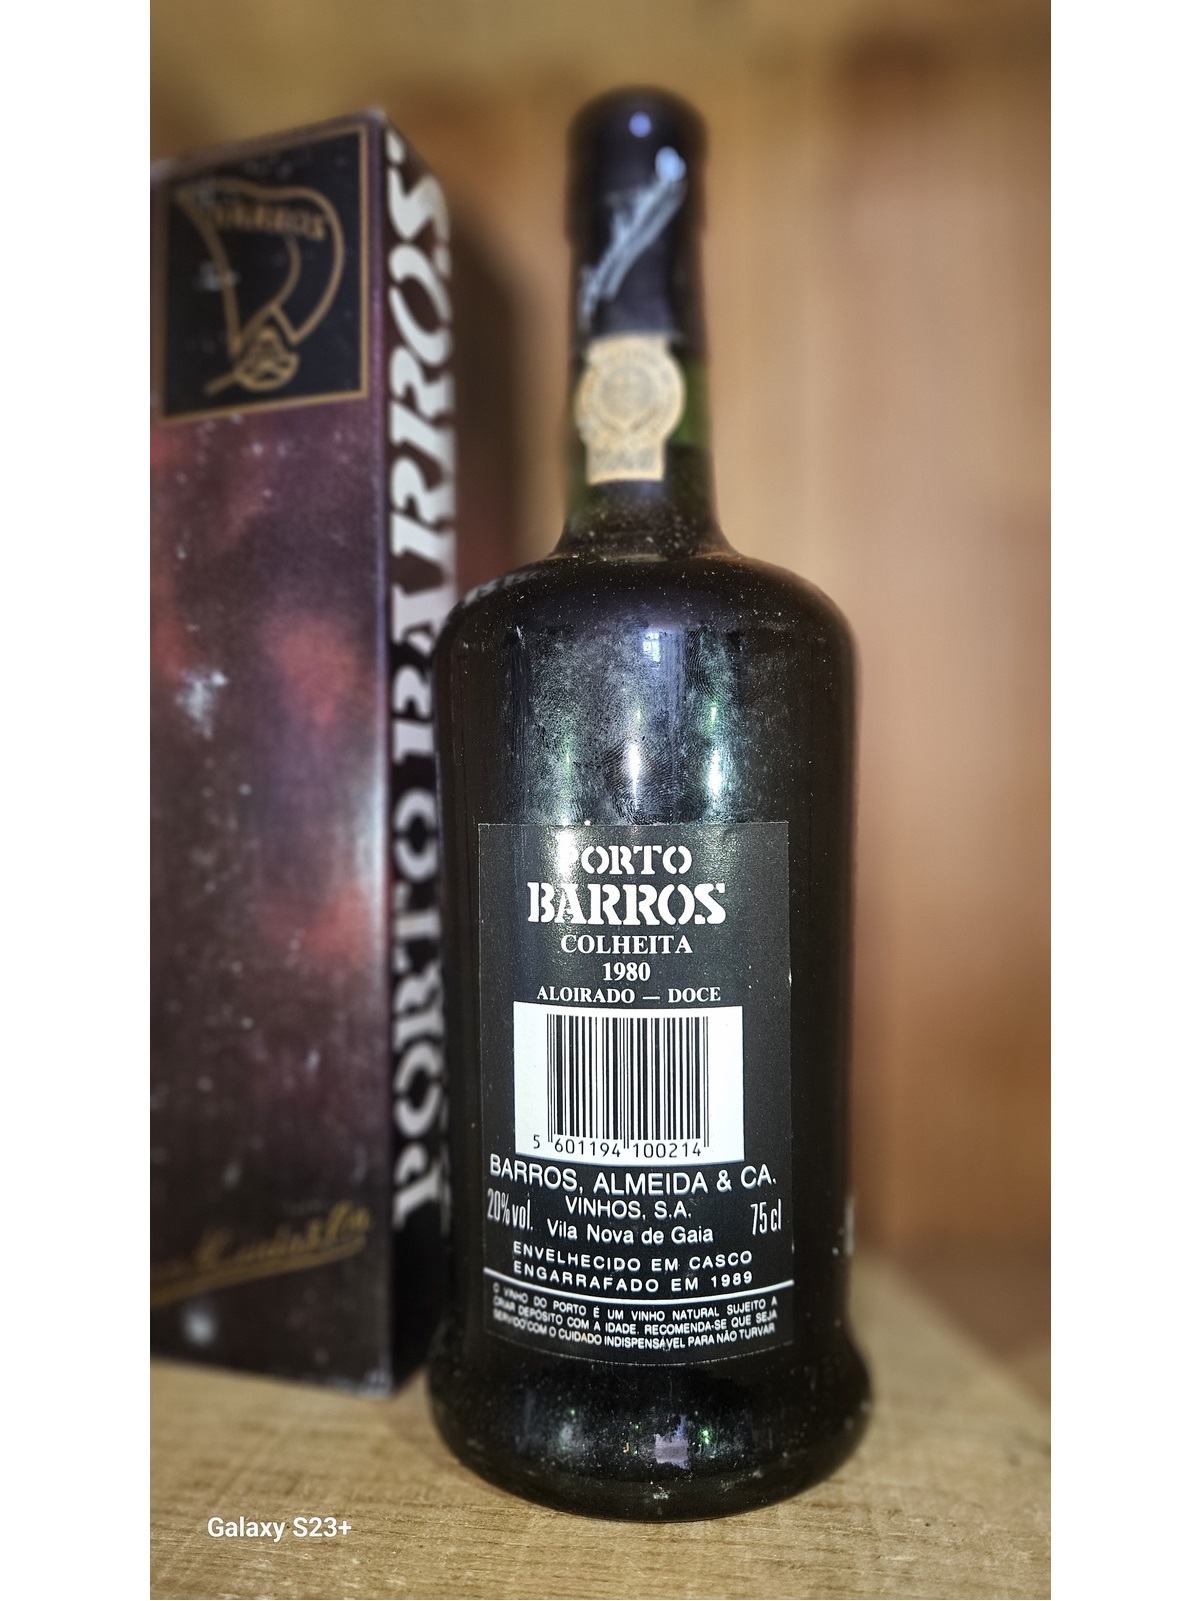 BARROS
PORTO BARROS
PORTO
BARROS
COLHEITA
1980
ALOIRADO — DOCE
5 601194 100214
BARROS, ALMEIDA & CA.
VINHOS, S.A.
20% vol. Vila Nova de Gaia 75 cl
ENVELHECIDO EM CASCO
ENGARRAFADO EM 1989
O VINHO DO PORTO É UM VINHO NATURAL SUJEITO A
CRIAR DEPÓSITO COM A IDADE. RECOMENDA-SE QUE SEJA
SERVIDO COM O CUIDADO INDISPENSÁVEL PARA NÃO TURVAR
Galaxy S23+